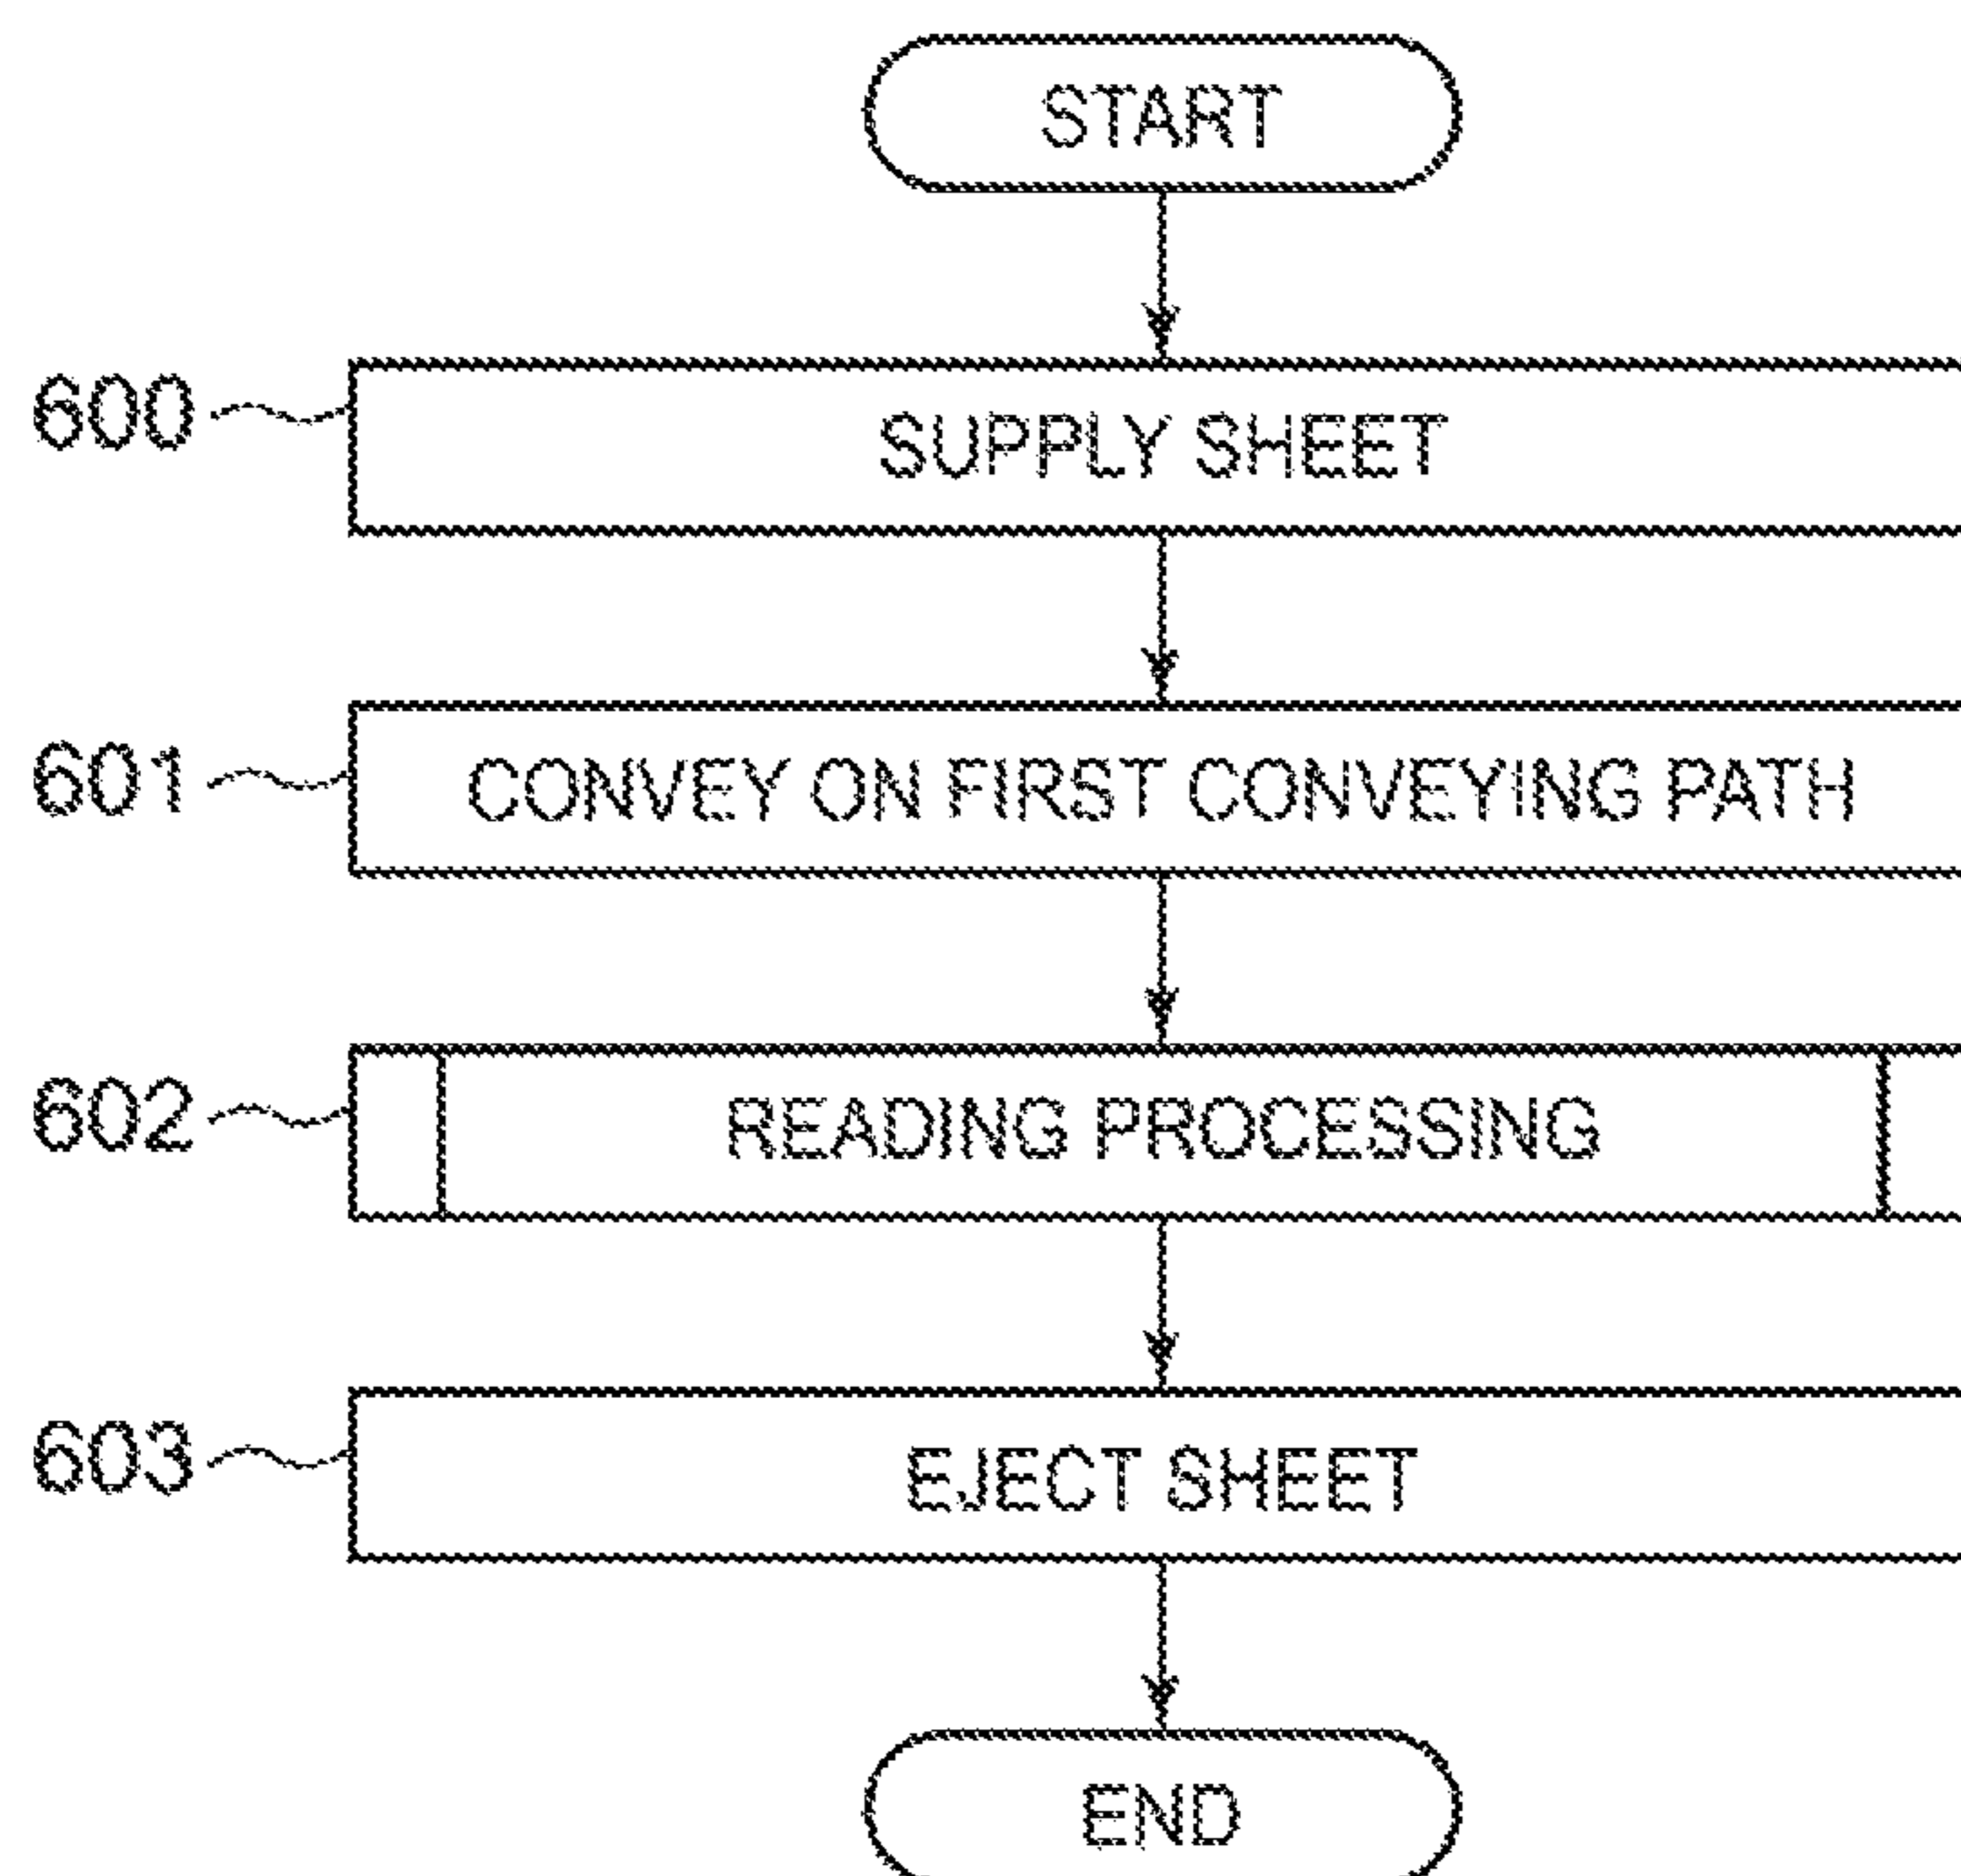 START
600 SUPPLY SHEET
601 CONVEY ON FIRST CONVEYING PATH
602 READING PROCESSING
603 EJECT SHEET
END